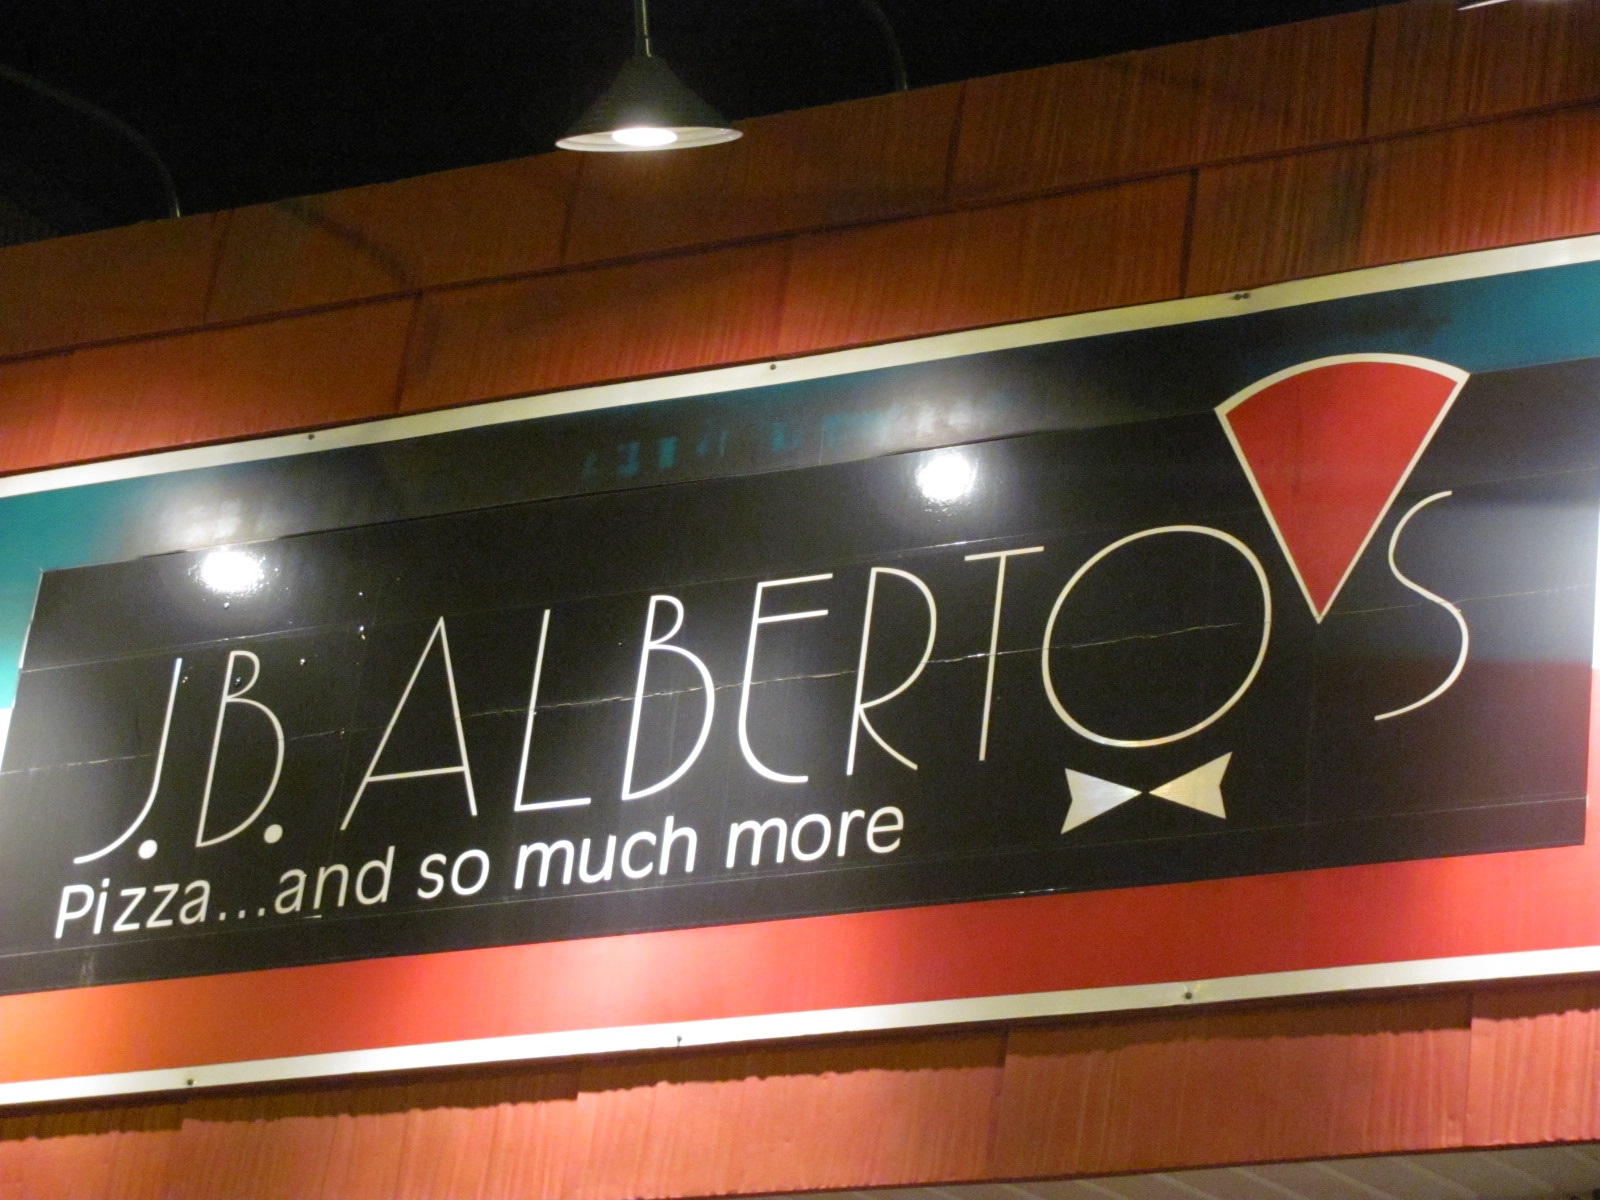 J.B. ALBERTO'S
Pizza...and so much more